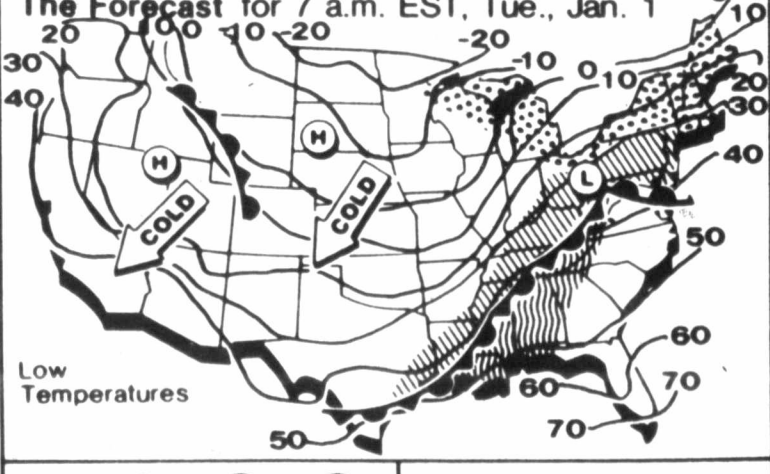 The Forecast for 7 a.m. EST, Tue., Jan. 1
20 0 -10 -20 -20 10
30 -10 0 10 20
40 30
H H L 40
COLD COLD
50
60
Low
Temperatures 60 70
50 70